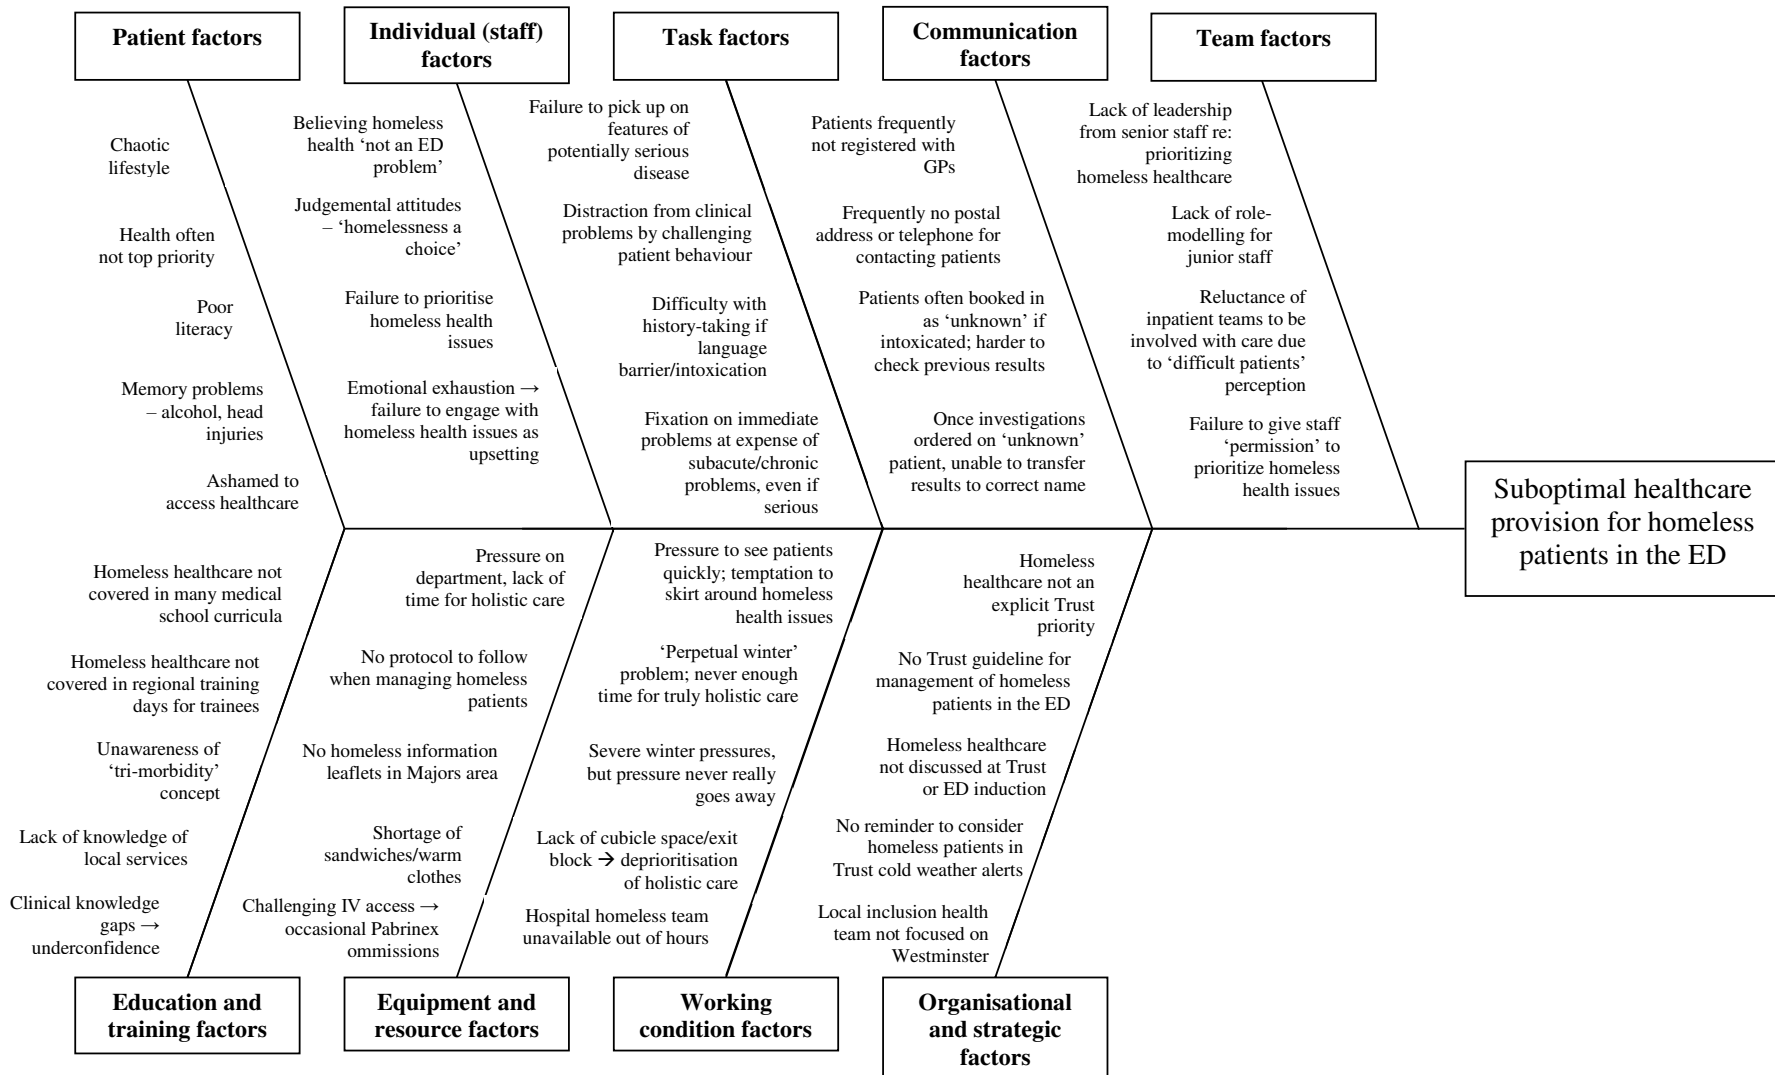 Patient factors
Individual (staff)
factors
Task factors
Communication
factors
Team factors
Chaotic
lifestyle
Health often
not top priority
Poor
literacy
Memory problems
– alcohol, head
injuries
Ashamed to
access healthcare
Believing homeless
health ‘not an ED
problem’
Judgemental attitudes
– ‘homelessness a
choice’
Failure to prioritise
homeless health
issues
Emotional exhaustion →
failure to engage with
homeless health issues as
upsetting
Failure to pick up on
features of
potentially serious
disease
Distraction from clinical
problems by challenging
patient behaviour
Difficulty with
history-taking if
language
barrier/intoxication
Fixation on immediate
problems at expense of
subacute/chronic
problems, even if
serious
Patients frequently
not registered with
GPs
Frequently no postal
address or telephone for
contacting patients
Patients often booked in
as ‘unknown’ if
intoxicated; harder to
check previous results
Once investigations
ordered on ‘unknown’
patient, unable to transfer
results to correct name
Lack of leadership
from senior staff re:
prioritizing
homeless healthcare
Lack of role-
modelling for
junior staff
Reluctance of
inpatient teams to be
involved with care due
to ‘difficult patients’
perception
Failure to give staff
‘permission’ to
prioritize homeless
health issues
Suboptimal healthcare
provision for homeless
patients in the ED
Homeless healthcare not
covered in many medical
school curricula
Homeless healthcare not
covered in regional training
days for trainees
Unawareness of
‘tri-morbidity’
concept
Lack of knowledge of
local services
Clinical knowledge
gaps →
underconfidence
Pressure on
department, lack of
time for holistic care
No protocol to follow
when managing homeless
patients
No homeless information
leaflets in Majors area
Shortage of
sandwiches/warm
clothes
Challenging IV access →
occasional Pabrinex
ommissions
Pressure to see patients
quickly; temptation to
skirt around homeless
health issues
‘Perpetual winter’
problem; never enough
time for truly holistic care
Severe winter pressures,
but pressure never really
goes away
Lack of cubicle space/exit
block → deprioritisation
of holistic care
Hospital homeless team
unavailable out of hours
Homeless
healthcare not an
explicit Trust
priority
No Trust guideline for
management of homeless
patients in the ED
Homeless healthcare
not discussed at Trust
or ED induction
No reminder to consider
homeless patients in
Trust cold weather alerts
Local inclusion health
team not focused on
Westminster
Education and
training factors
Equipment and
resource factors
Working
condition factors
Organisational
and strategic
factors